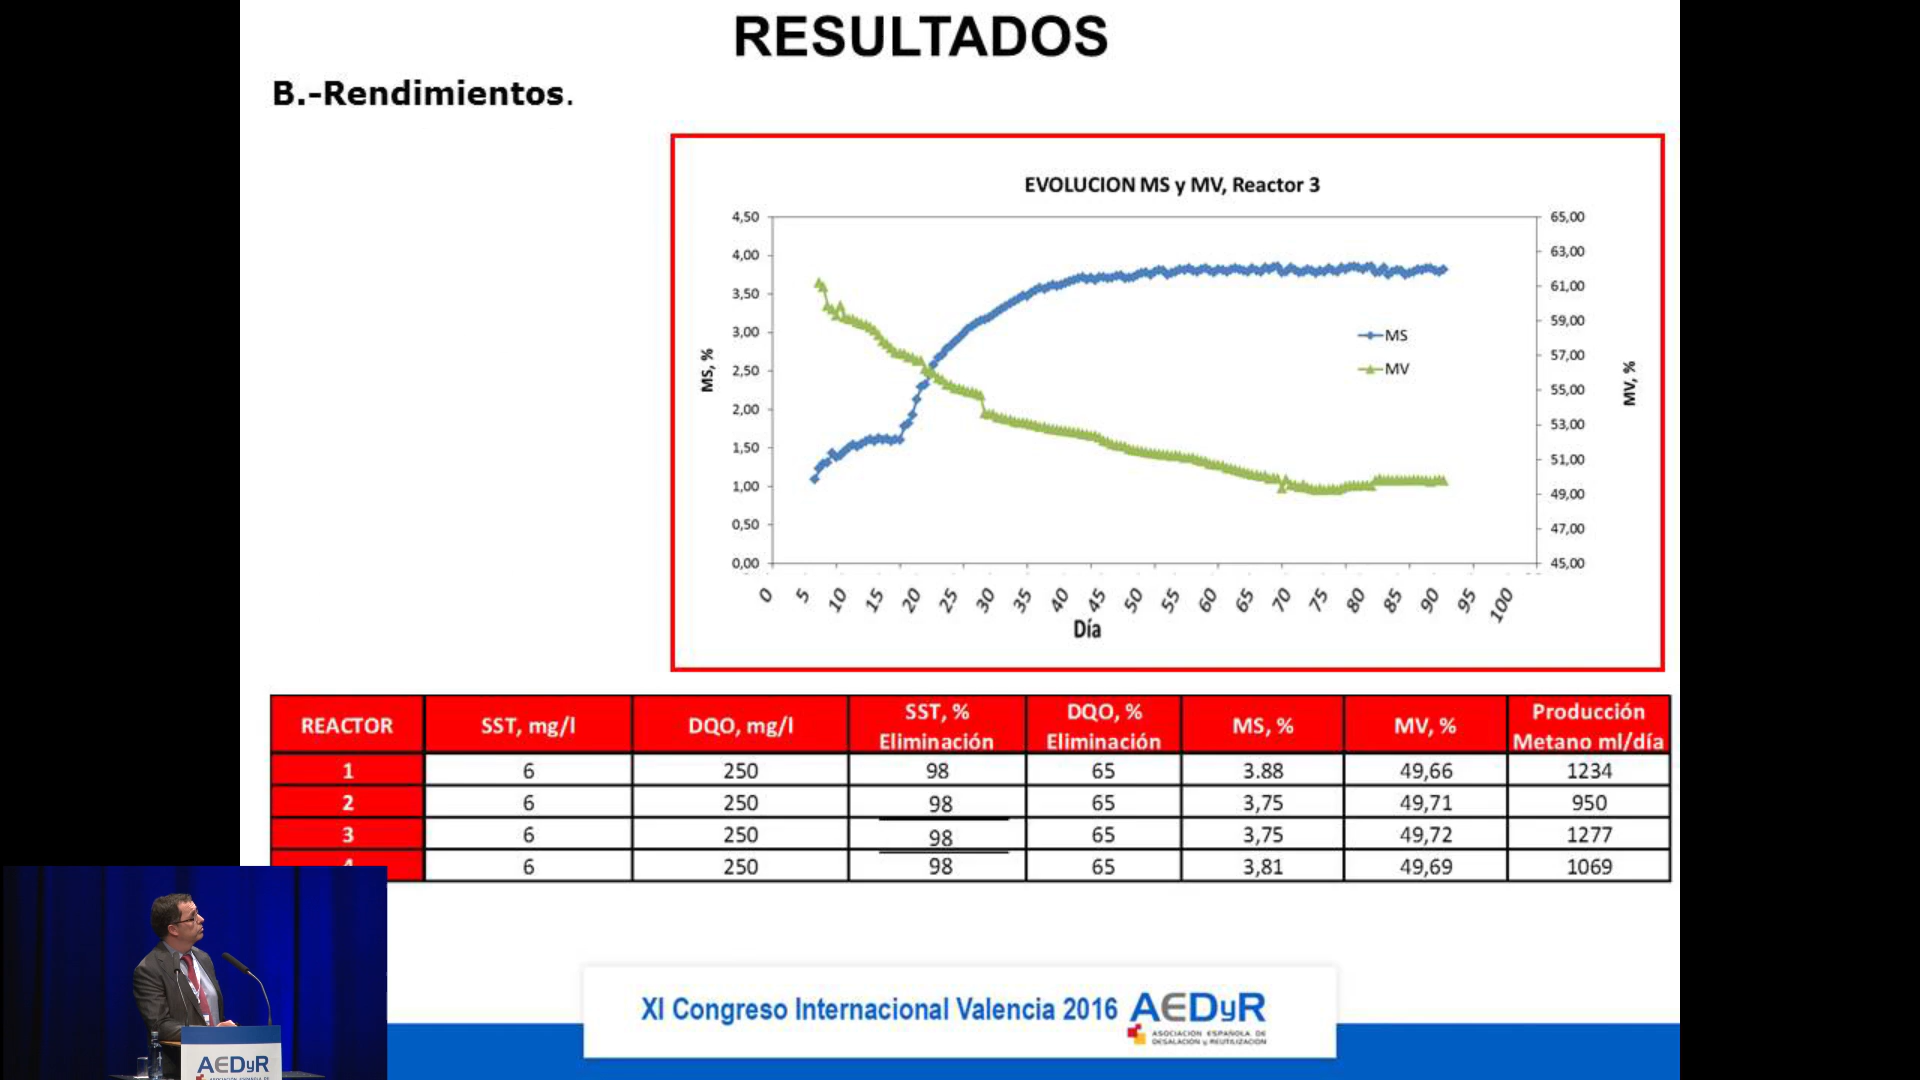 RESULTADOS
B.-Rendimientos.
EVOLUCION MS y MV, Reactor 3
4,50
4,00
3,50
3,00
2,50
2,00
1,50
1,00
0,50
0,00
MS, %
65,00
63,00
61,00
59,00
57,00
55,00
53,00
51,00
49,00
47,00
45,00
MV, %
MS
MV
0 5 10 15 20 25 30 35 40 45 50 55 60 65 70 75 80 85 90 95 100
Día
REACTOR SST, mg/l DQO, mg/l SST, % Eliminación DQO, % Eliminación MS, % MV, % Producción Metano ml/día
1 6 250 98 65 3.88 49,66 1234
2 6 250 98 65 3,75 49,71 950
3 6 250 98 65 3,75 49,72 1277
6 250 98 65 3,81 49,69 1069
XI Congreso Internacional Valencia 2016 AEDyR
ASOCIACIÓN ESPAÑOLA DE
DESALACIÓN y REUTILIZACIÓN
AEDyR